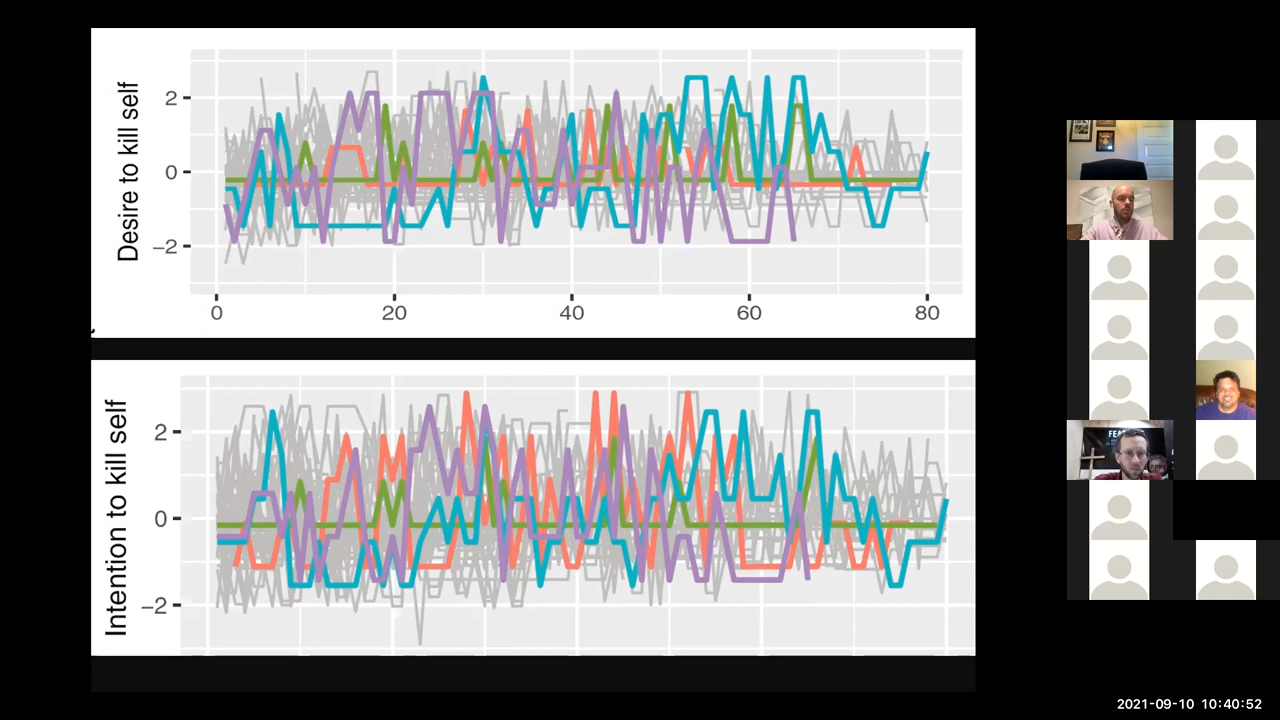 Desire to kill self
2
0
−2
0 20 40 60 80
Intention to kill self
2
0
−2
2021-09-10 10:40:52